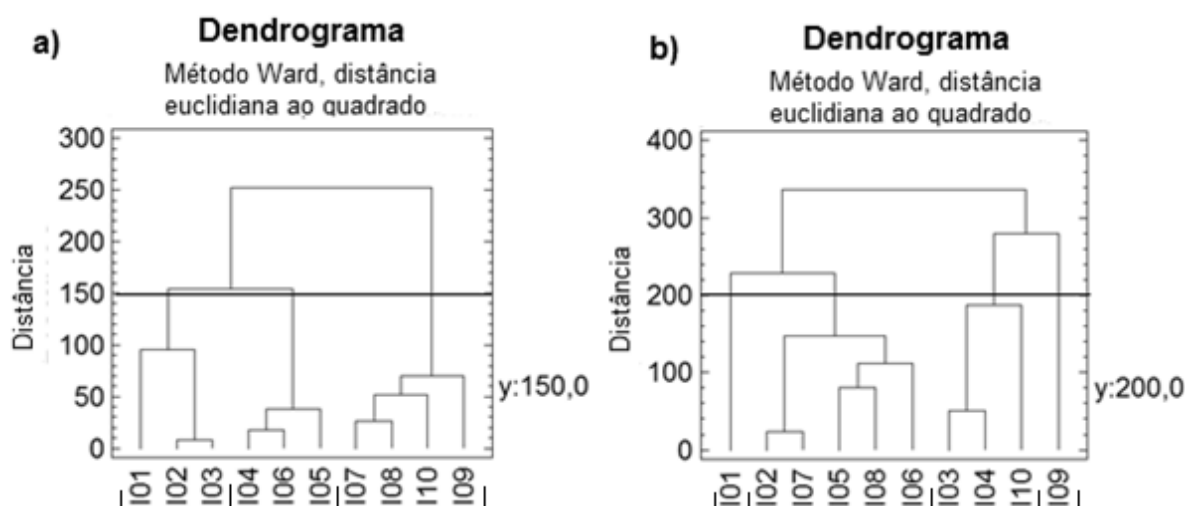 a)
Dendrograma
Método Ward, distância
euclidiana ao quadrado
Distância
300
250
200
150
100
50
0
y:150,0
I01 I02 I03 I04 I06 I05 I07 I08 I10 I09
b)
Dendrograma
Método Ward, distância
euclidiana ao quadrado
Distância
400
300
200
100
0
y:200,0
I01 I02 I07 I05 I08 I06 I03 I04 I10 I09